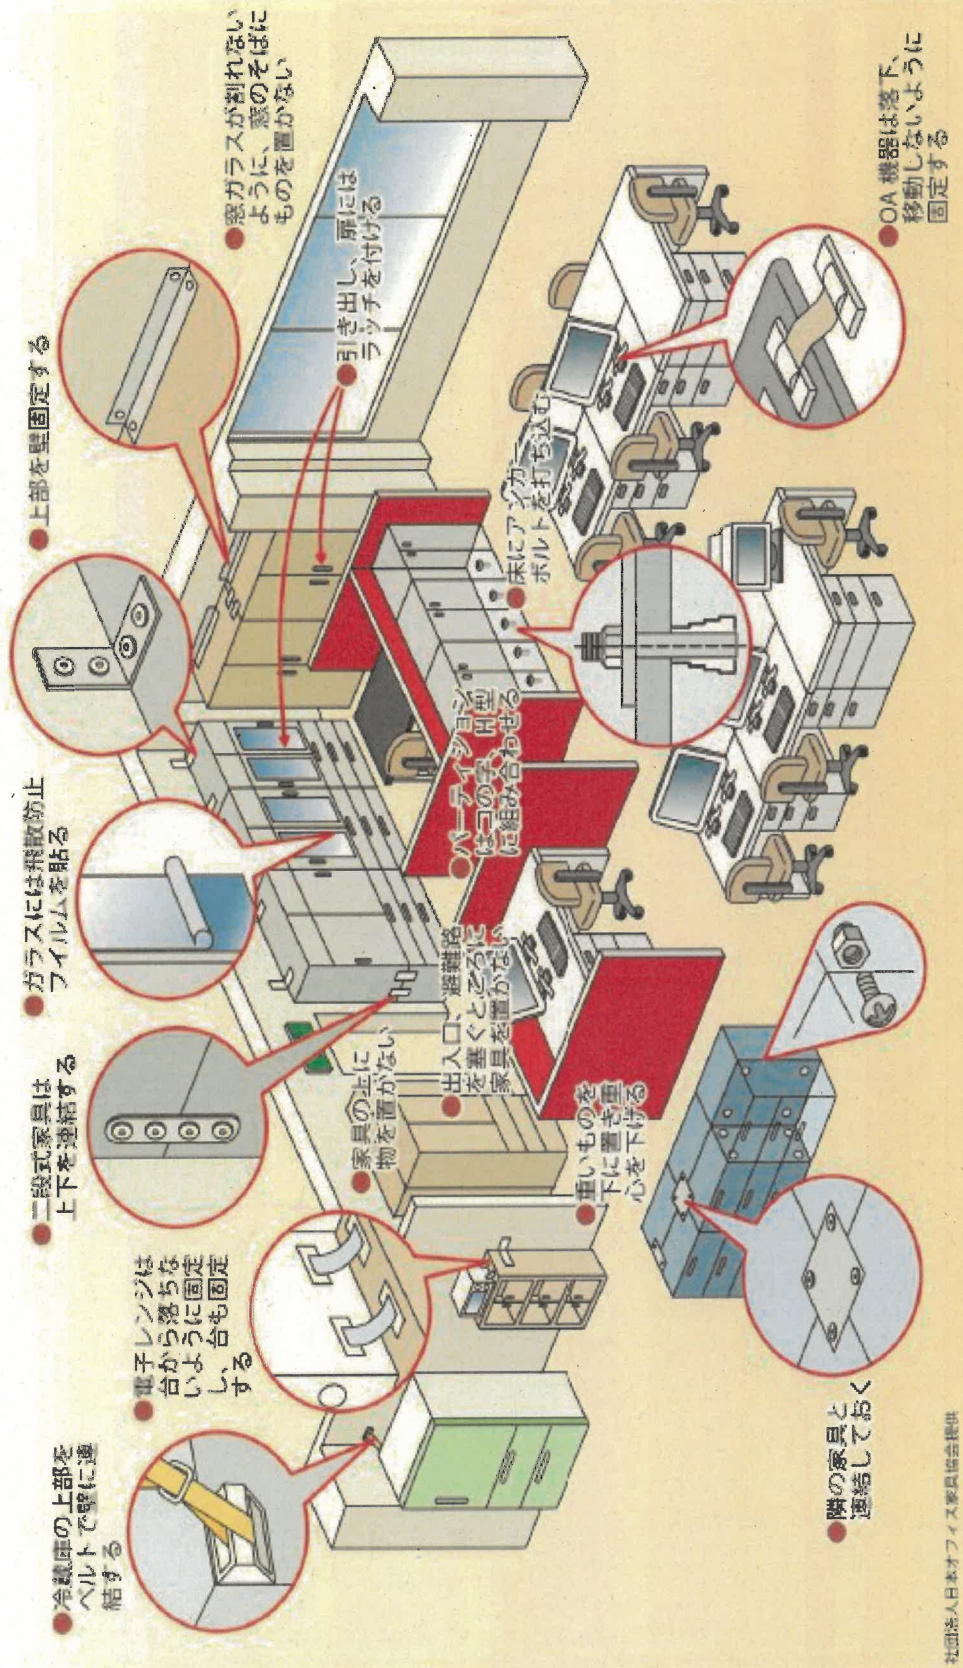 ●冷蔵庫の上部を
ベルトで壁に連
結する
●電子レンジは
台から落ちな
いように固定
し、台も固定
する
●二段式家具は
上下を連結する
●ガラスには飛散防止
フィルムを貼る
●上部を壁固定する
●窓ガラスが割れない
ように、窓のそばに
ものを置かない
●引き出し、扉には
ラッチを付ける
●家具の上に
物を置かない
●出入口、避難路
を塞ぐところに
家具を置かない
●パーティション
はコの字、H型
に組み合わせる
●床にアンカー
ボルトを打ち込む
●重いものを
下に置き重
心を下げる
●隣の家具と
連結しておく
●OA機器は落下、
移動しないように
固定する
社団法人日本オフィス家具協会提供